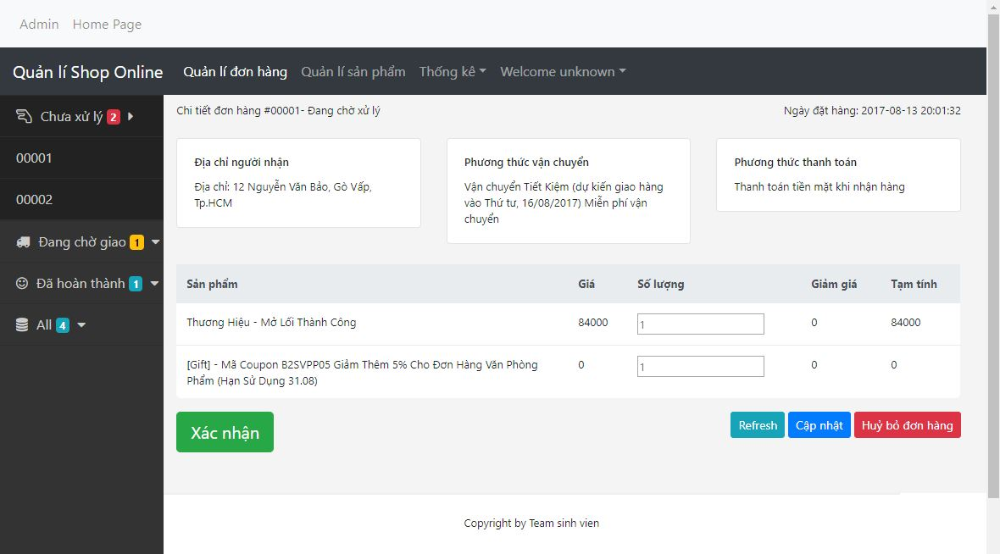 Admin Home Page
Quản lí Shop Online Quản lí đơn hàng Quản lí sản phẩm Thống kê Welcome unknown
Chưa xử lý 2
00001
00002
Đang chờ giao 1
Đã hoàn thành 1
All 4
Chi tiết đơn hàng #00001- Đang chờ xử lý
Ngày đặt hàng: 2017-08-13 20:01:32
Địa chỉ người nhận
Địa chỉ: 12 Nguyễn Văn Bảo, Gò Vấp,
Tp.HCM
Phương thức vận chuyển
Vận chuyển Tiết Kiệm (dự kiến giao hàng
vào Thứ tư, 16/08/2017) Miễn phí vận
chuyển
Phương thức thanh toán
Thanh toán tiền mặt khi nhận hàng
Sản phẩm Giá Số lượng Giảm giá Tạm tính
Thương Hiệu - Mở Lối Thành Công 84000 1 0 84000
[Gift] - Mã Coupon B2SVPP05 Giảm Thêm 5% Cho Đơn Hàng Văn Phòng 0 1 0 0
Phẩm (Hạn Sử Dụng 31.08)
Xác nhận Refresh Cập nhật Huỷ bỏ đơn hàng
Copyright by Team sinh vien